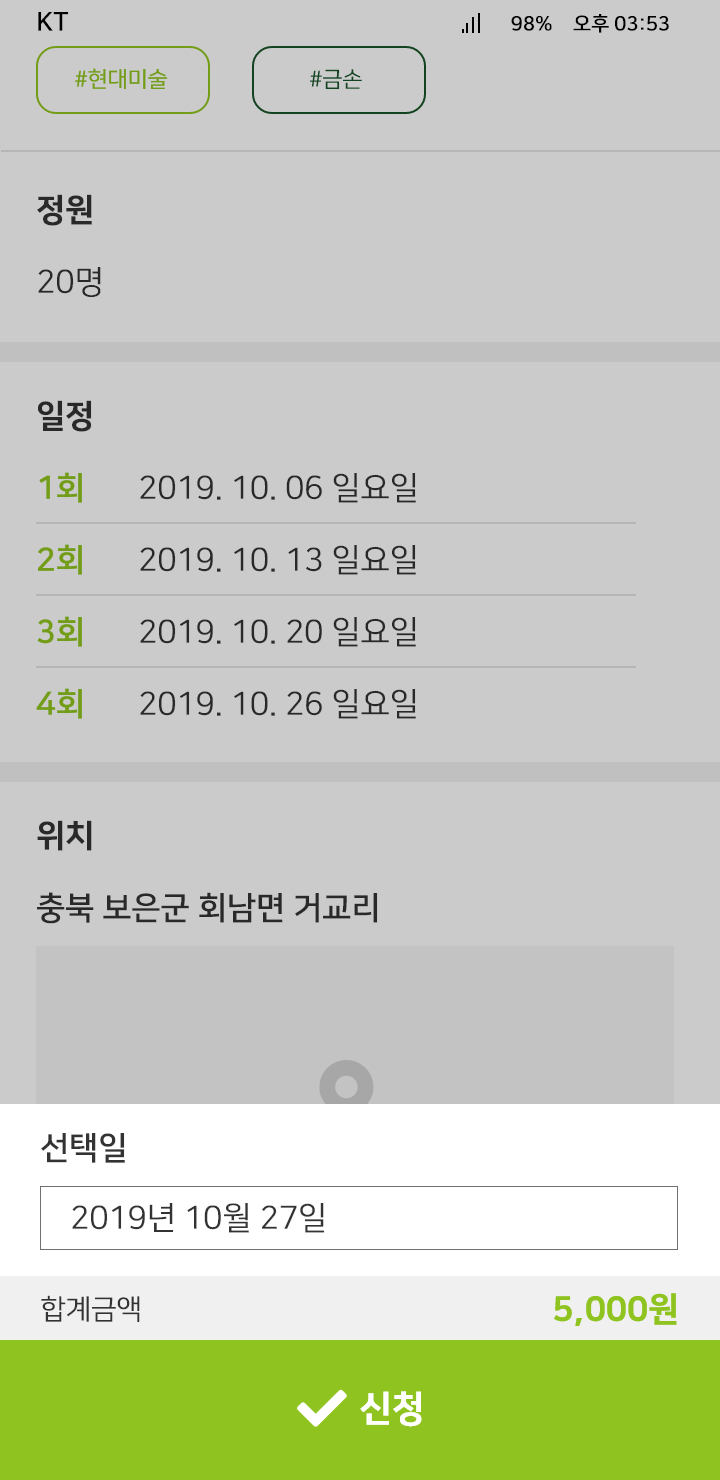 KT 98% 오후 03:53
#현대미술 #금손
정원
20명
일정
1회 2019. 10. 06 일요일
2회 2019. 10. 13 일요일
3회 2019. 10. 20 일요일
4회 2019. 10. 26 일요일
위치
충북 보은군 회남면 거교리
선택일
2019년 10월 27일
합계금액 5,000원
신청